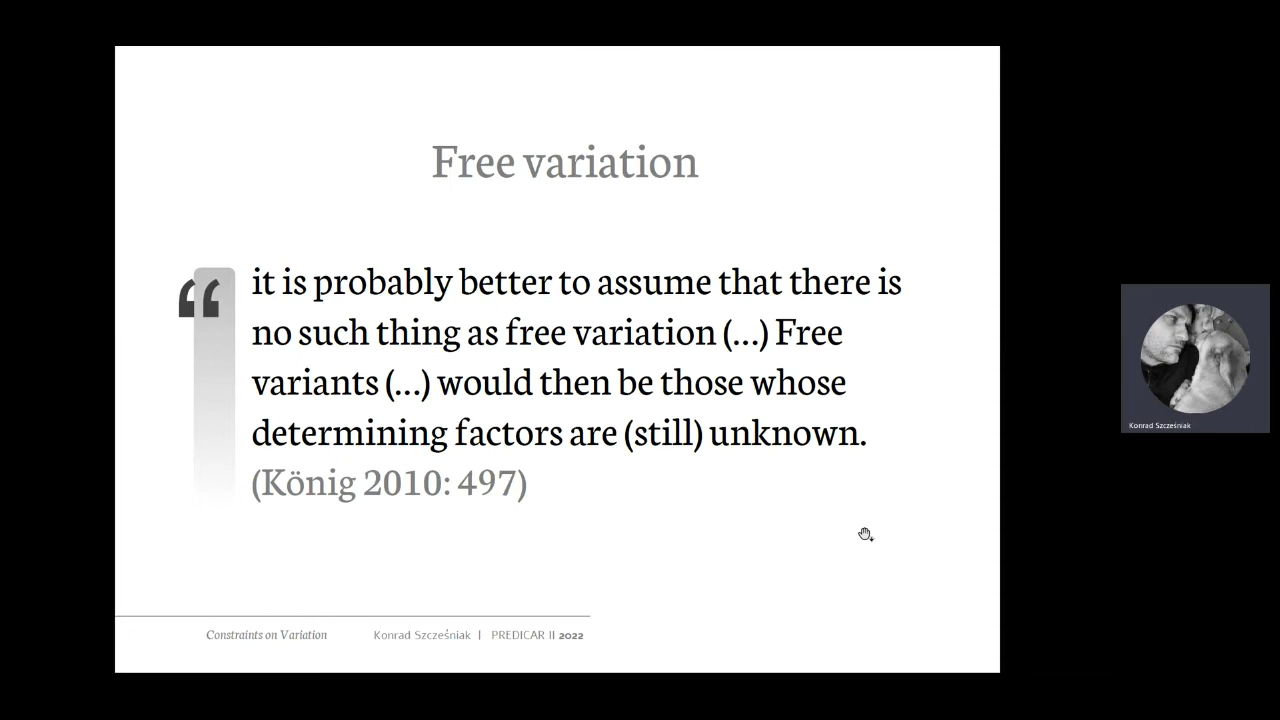 Free variation
“
it is probably better to assume that there is
no such thing as free variation (...) Free
variants (...) would then be those whose
determining factors are (still) unknown.
(König 2010: 497)
Constraints on Variation Konrad Szcześniak | PREDICAR II 2022
Konrad Szcześniak